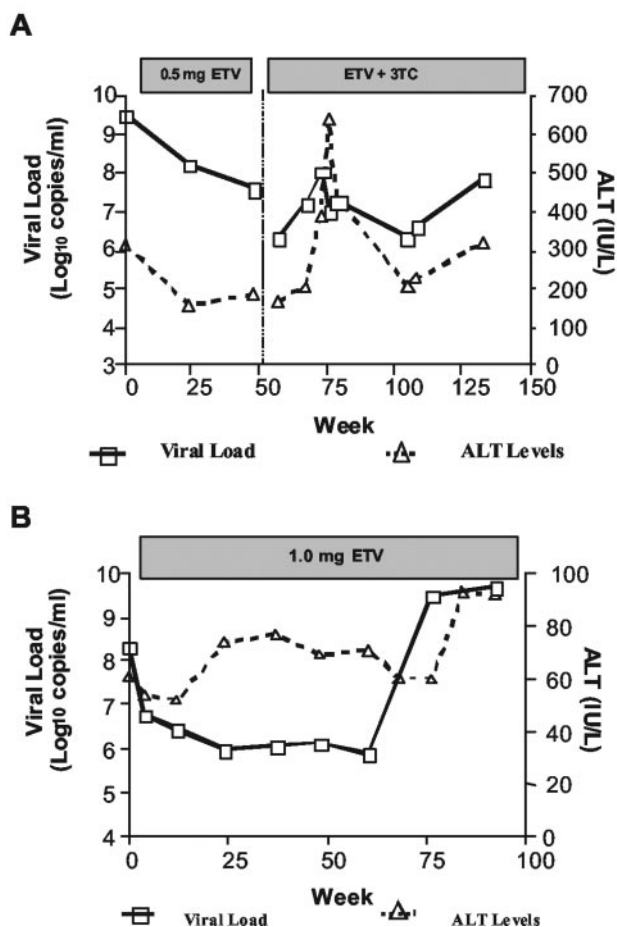 A
0.5 mg ETV
ETV + 3TC
10
9
8
7
6
5
4
3
Viral Load
(Log10 copies/ml)
700
600
500
400
300
200
100
0
ALT (IU/L)
0 25 50 75 100 125 150
Week
Viral Load
ALT Levels
B
1.0 mg ETV
10
9
8
7
6
5
4
Viral Load
(Log10 copies/ml)
100
80
60
40
20
0
ALT (IU/L)
0 25 50 75 100
Week
Viral Load
ALT Levels